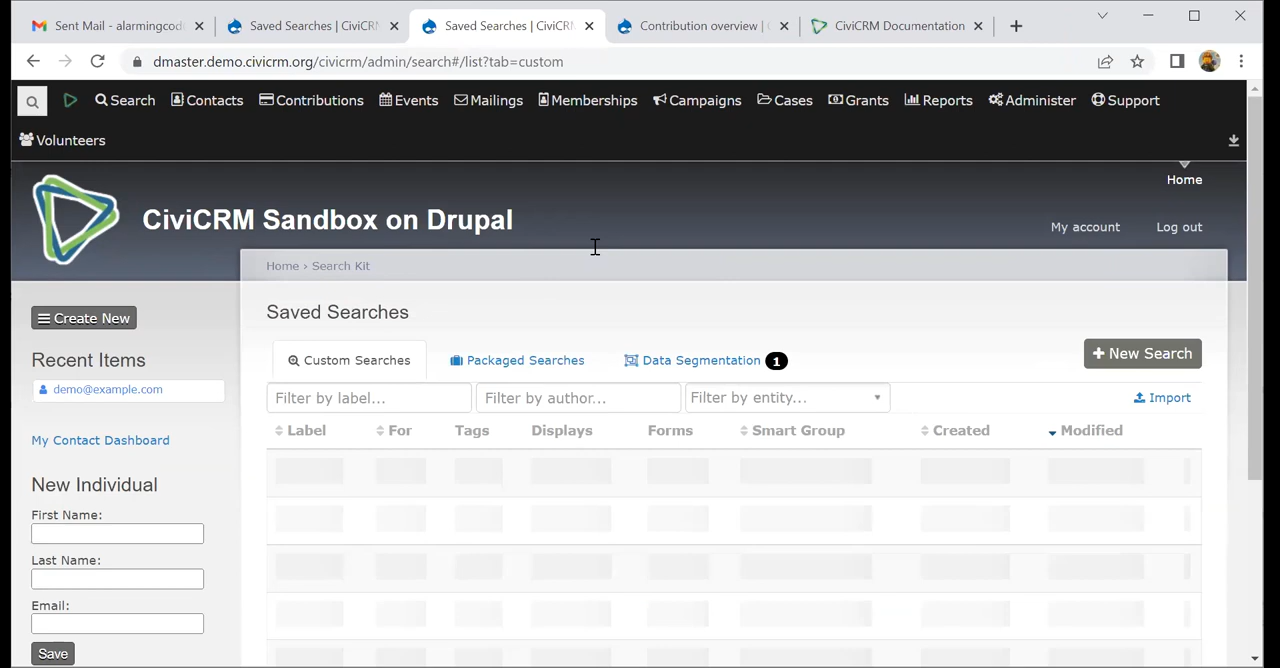 Sent Mail - alarmingcod
Saved Searches | CiviCR
Saved Searches | CiviCR
Contribution overview | C
CiviCRM Documentation
dmaster.demo.civicrm.org/civicrm/admin/search#/list?tab=custom
Search
Contacts
Contributions
Events
Mailings
Memberships
Campaigns
Cases
Grants
Reports
Administer
Support
Volunteers
Home
CiviCRM Sandbox on Drupal
My account
Log out
Home › Search Kit
Create New
Recent Items
demo@example.com
My Contact Dashboard
New Individual
First Name:
Last Name:
Email:
Save
Saved Searches
Custom Searches
Packaged Searches
Data Segmentation 1
New Search
Filter by label...
Filter by author...
Filter by entity...
Import
Label
For
Tags
Displays
Forms
Smart Group
Created
Modified